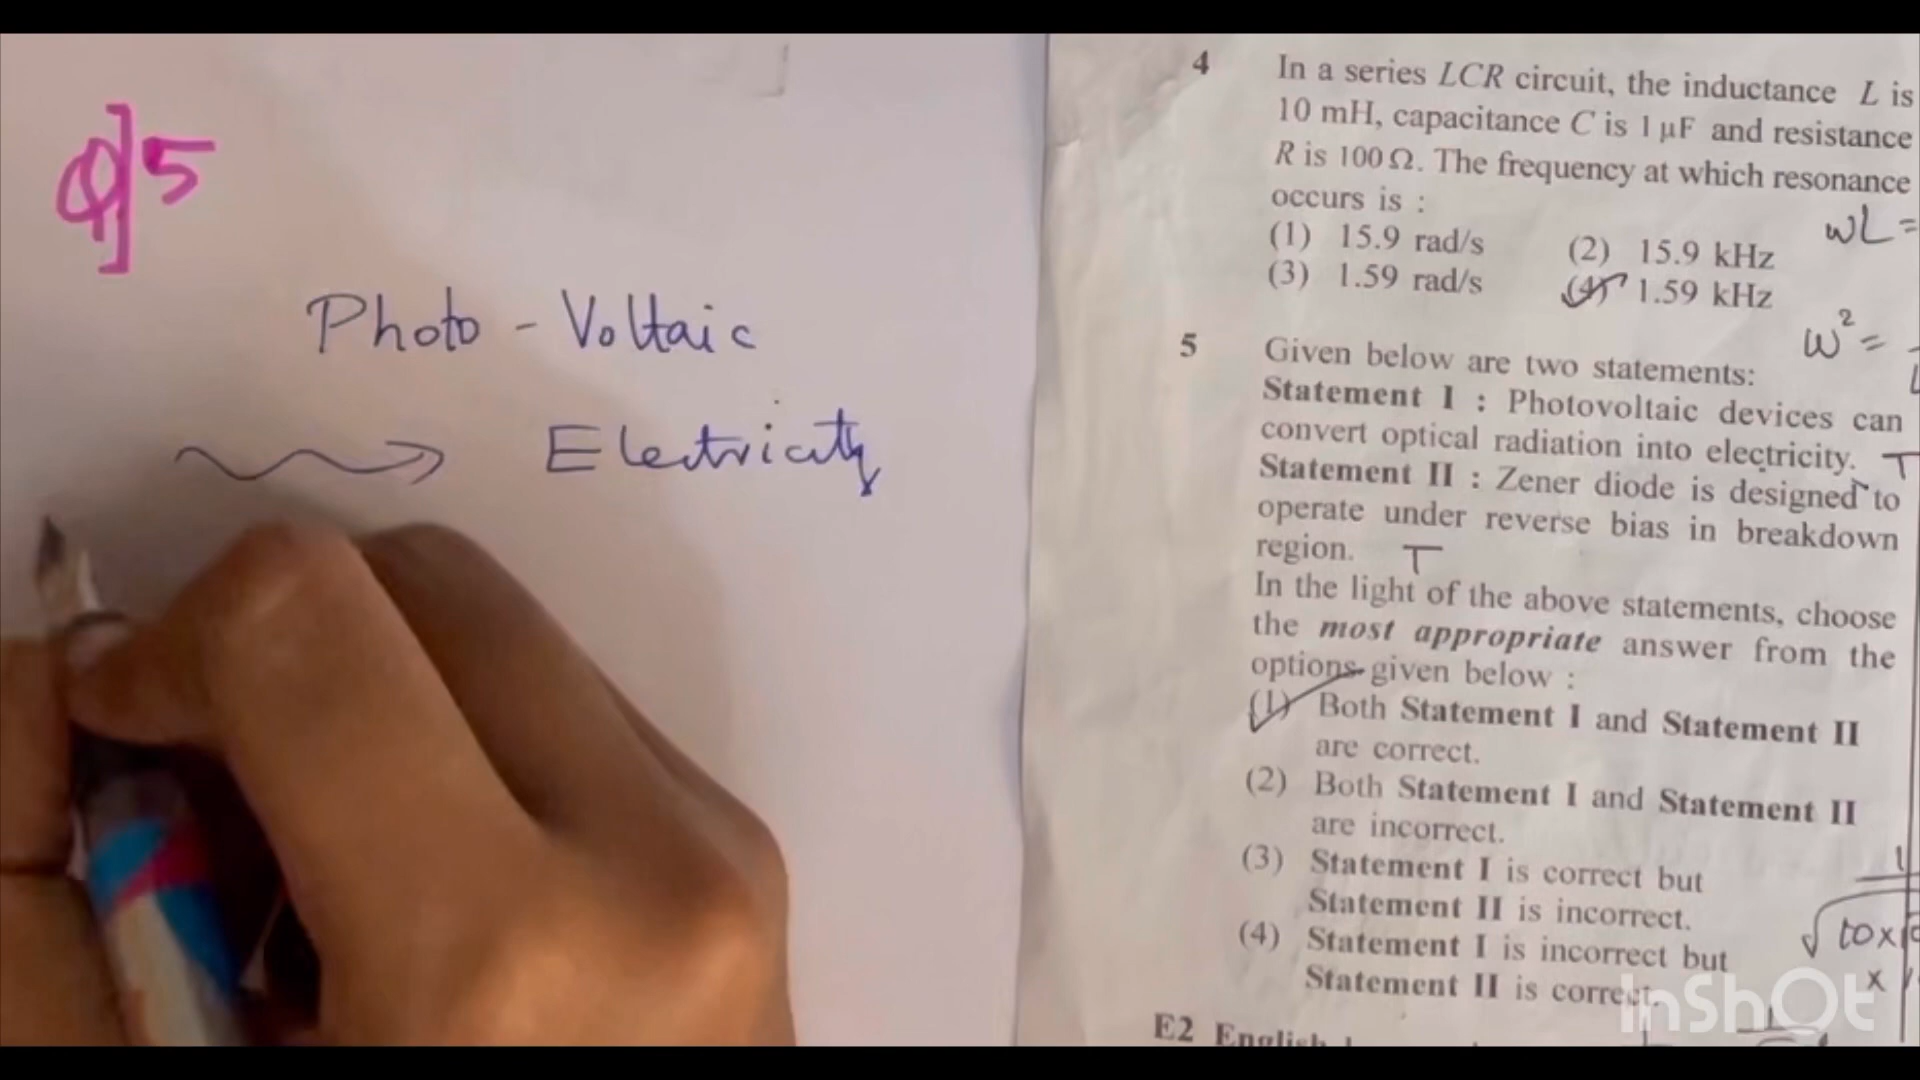 Q]5
Photo - Voltaic
Electricity
4 In a series LCR circuit, the inductance L is
10 mH, capacitance C is 1 μF and resistance
R is 100 Ω. The frequency at which resonance
occurs is :
(1) 15.9 rad/s (2) 15.9 kHz
(3) 1.59 rad/s (4) 1.59 kHz
ωL =
ω² =
5 Given below are two statements:
Statement I : Photovoltaic devices can
convert optical radiation into electricity. T
Statement II : Zener diode is designed to
operate under reverse bias in breakdown
region. T
In the light of the above statements, choose
the most appropriate answer from the
options given below :
(1) Both Statement I and Statement II
are correct.
(2) Both Statement I and Statement II
are incorrect.
(3) Statement I is correct but
Statement II is incorrect.
(4) Statement I is incorrect but
Statement II is correct.
E2 English
InShOt